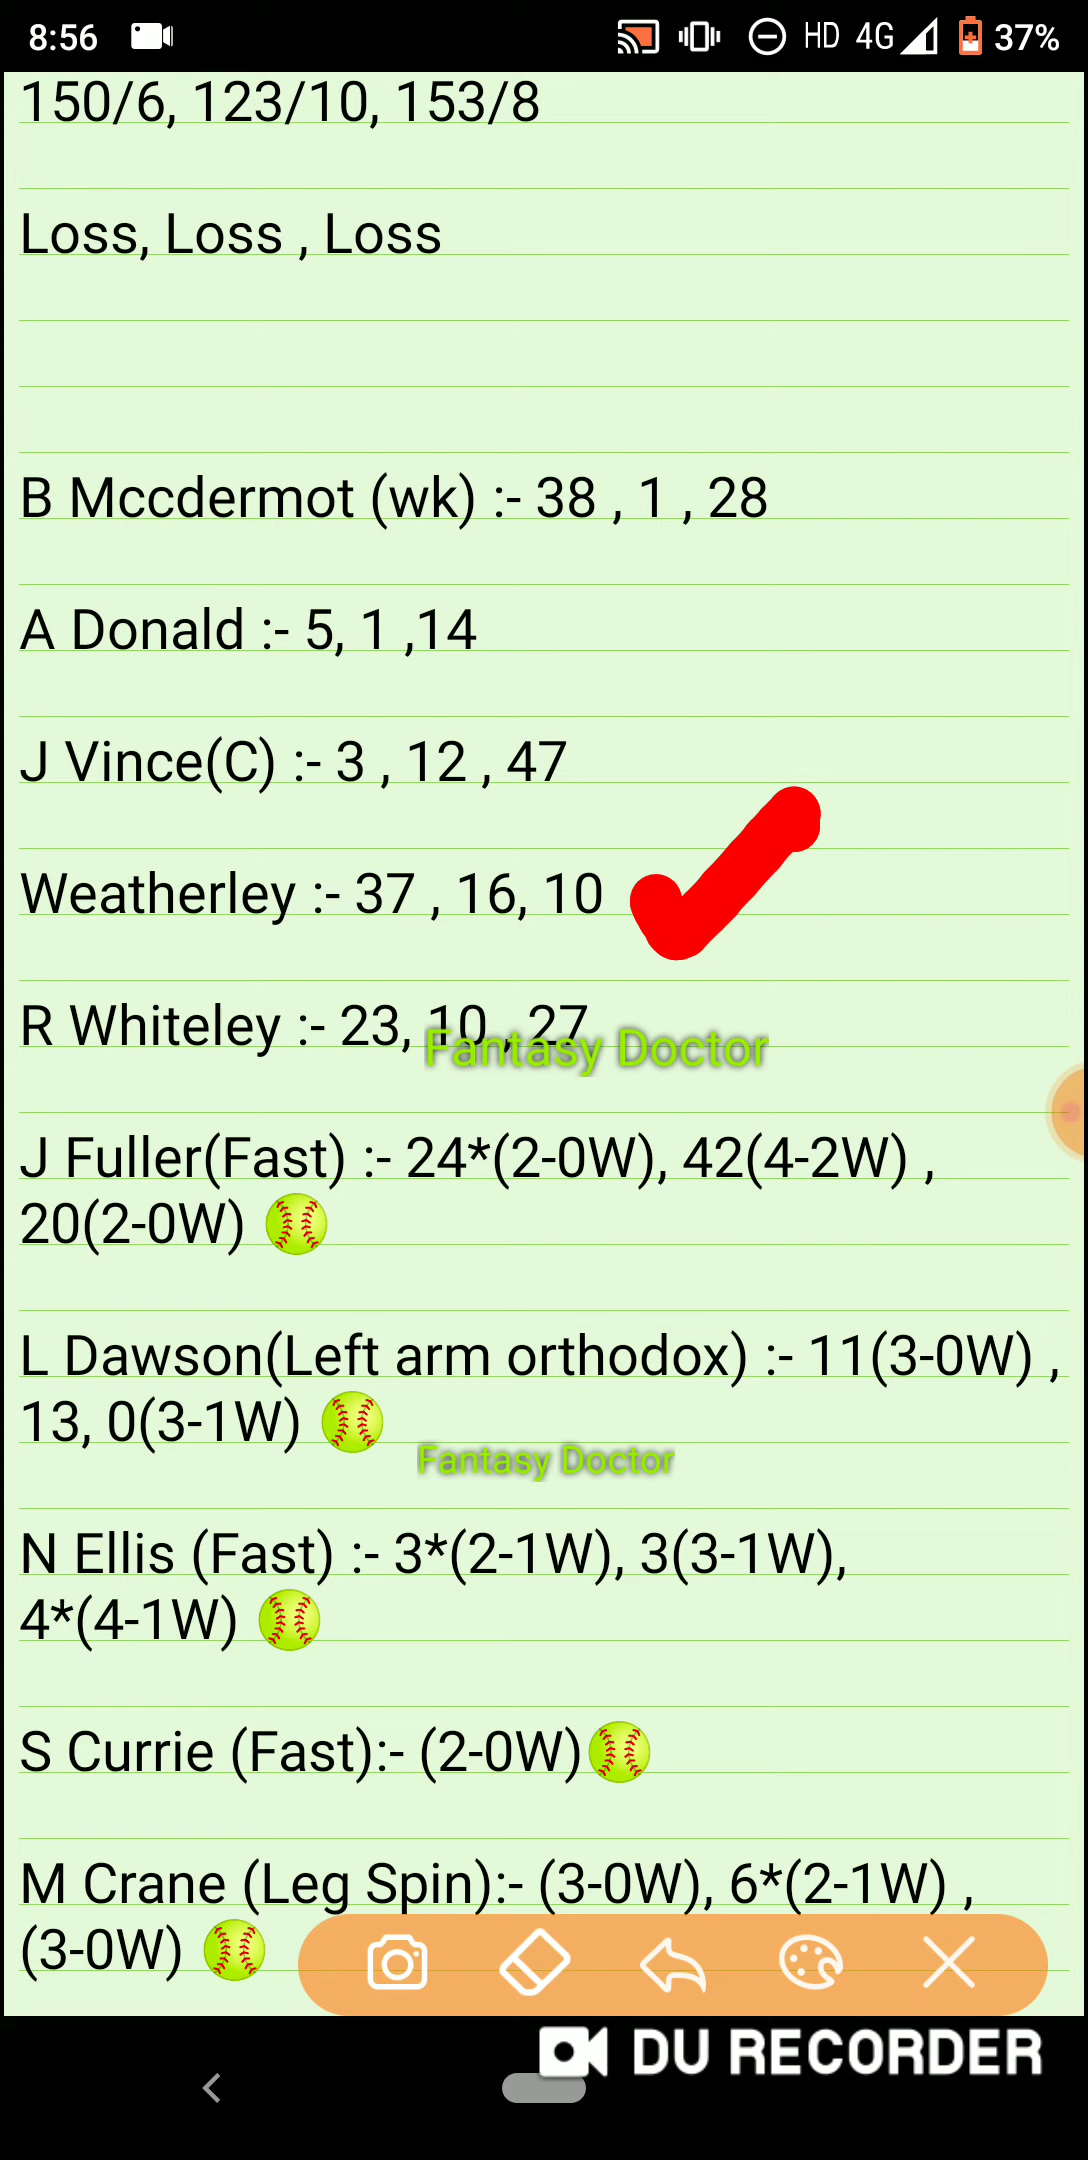 8:56 HD 4G 37%
150/6, 123/10, 153/8
Loss, Loss , Loss
B Mccdermot (wk) :- 38 , 1 , 28
A Donald :- 5, 1 ,14
J Vince(C) :- 3 , 12 , 47
Weatherley :- 37 , 16, 10
R Whiteley :- 23, 10 , 27
Fantasy Doctor
J Fuller(Fast) :- 24*(2-0W), 42(4-2W) ,
20(2-0W)
L Dawson(Left arm orthodox) :- 11(3-0W) ,
13, 0(3-1W)
Fantasy Doctor
N Ellis (Fast) :- 3*(2-1W), 3(3-1W),
4*(4-1W)
S Currie (Fast):- (2-0W)
M Crane (Leg Spin):- (3-0W), 6*(2-1W) ,
(3-0W)
DU RECORDER